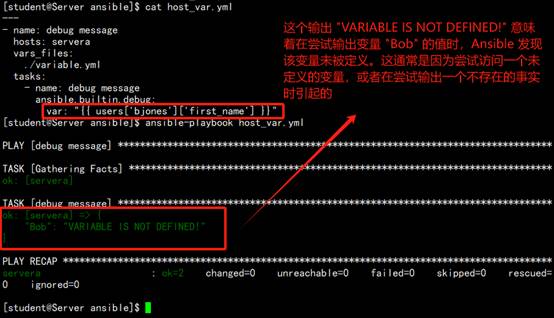 [student@Server ansible]$ cat host_var.yml
---
- name: debug message
hosts: servera
vars_files:
./variable.yml
tasks:
- name: debug message
ansible.builtin.debug:
var: "{{ users['bjones']['first_name'] }}"
[student@Server ansible]$ ansible-playbook host_var.yml
这个输出 "VARIABLE IS NOT DEFINED!" 意味
着在尝试输出变量 "Bob" 的值时，Ansible 发现
该变量未被定义。这通常是因为尝试访问一个未
定义的变量，或者在尝试输出一个不存在的事实
时引起的
PLAY [debug message] ******************************************************
TASK [Gathering Facts] ****************************************************
ok: [servera]
TASK [debug message] ******************************************************
ok: [servera] => {
"Bob": "VARIABLE IS NOT DEFINED!"
}
PLAY RECAP ****************************************************************
servera : ok=2 changed=0 unreachable=0 failed=0 skipped=0 rescued=
0 ignored=0
[student@Server ansible]$